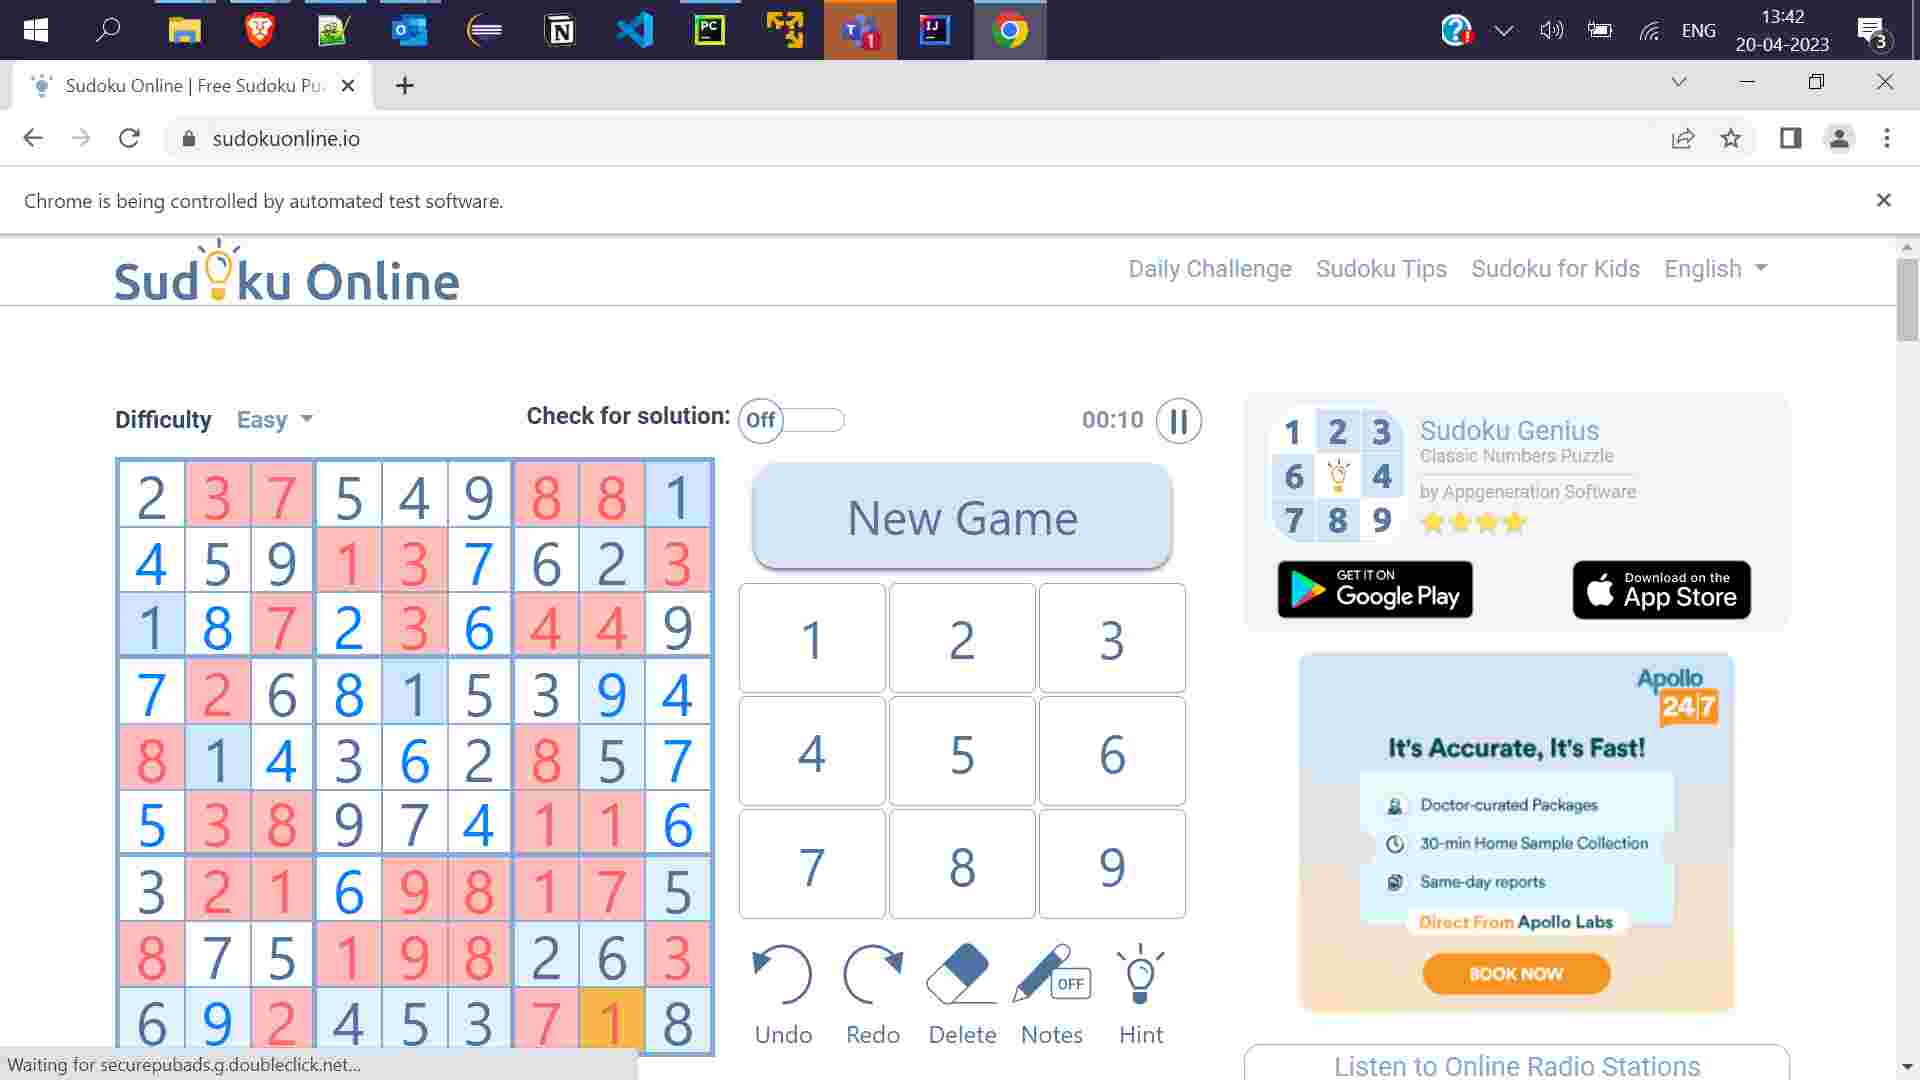 PC
T 1
IJ
ENG
13:42
20-04-2023
3
Sudoku Online | Free Sudoku Pu
sudokuonline.io
Chrome is being controlled by automated test software.
Sudoku Online
Daily Challenge Sudoku Tips Sudoku for Kids English
Difficulty Easy
Check for solution: Off
00:10
2 3 7 5 4 9 8 8 1
4 5 9 1 3 7 6 2 3
1 8 7 2 3 6 4 4 9
7 2 6 8 1 5 3 9 4
8 1 4 3 6 2 8 5 7
5 3 8 9 7 4 1 1 6
3 2 1 6 9 8 1 7 5
8 7 5 1 9 8 2 6 3
6 9 2 4 5 3 7 1 8
New Game
1 2 3
4 5 6
7 8 9
OFF
Undo Redo Delete Notes Hint
1 2 3
6 4
7 8 9
Sudoku Genius
Classic Numbers Puzzle
by Appgeneration Software
GET IT ON
Google Play
Download on the
App Store
Apollo
24|7
It's Accurate, It's Fast!
Doctor-curated Packages
30-min Home Sample Collection
Same-day reports
Direct From Apollo Labs
BOOK NOW
Listen to Online Radio Stations
Waiting for securepubads.g.doubleclick.net...